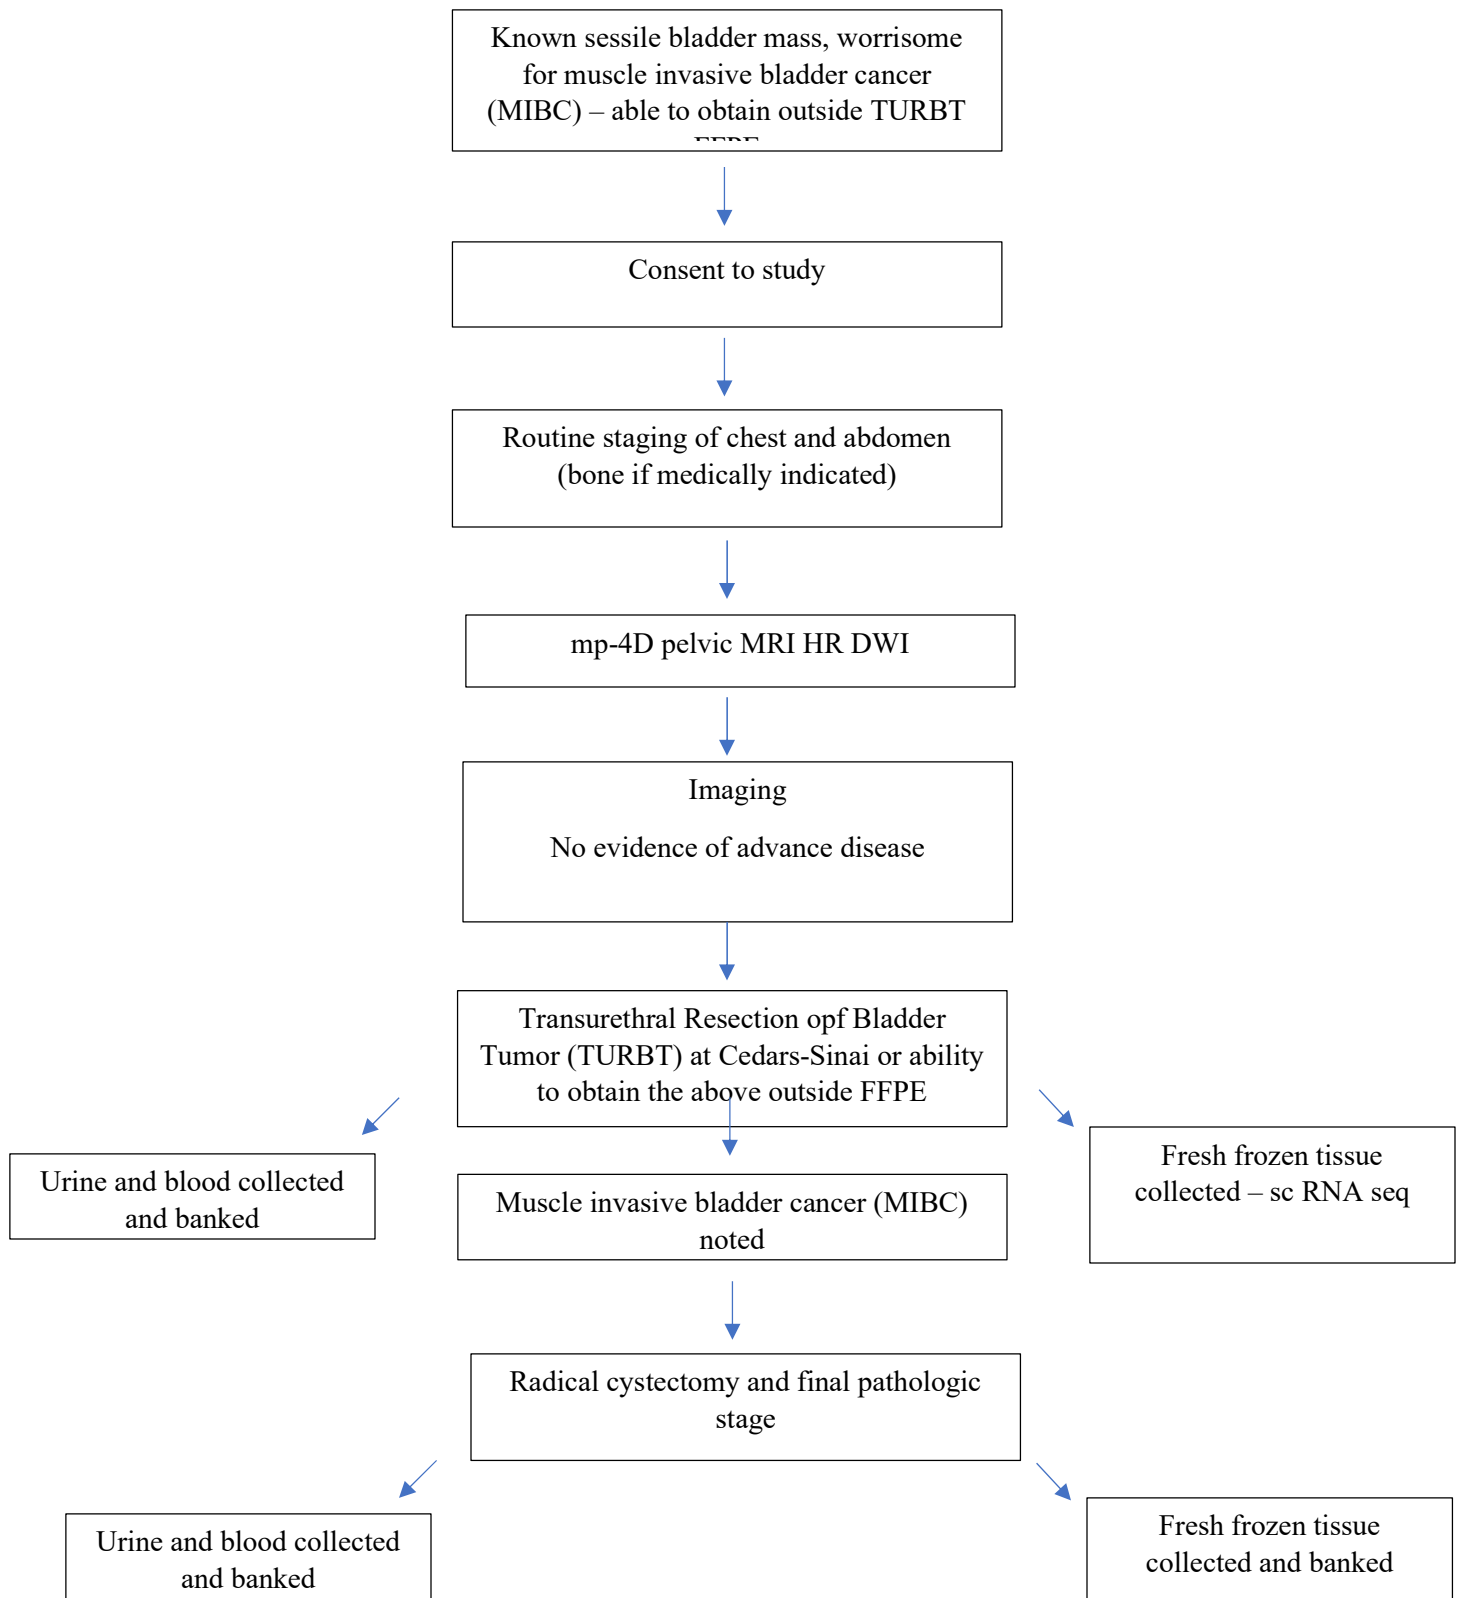 Known sessile bladder mass, worrisome
for muscle invasive bladder cancer
(MIBC) – able to obtain outside TURBT
FFPE
Consent to study
Routine staging of chest and abdomen
(bone if medically indicated)
mp-4D pelvic MRI HR DWI
Imaging
No evidence of advance disease
Transurethral Resection opf Bladder
Tumor (TURBT) at Cedars-Sinai or ability
to obtain the above outside FFPE
Urine and blood collected
and banked
Muscle invasive bladder cancer (MIBC)
noted
Fresh frozen tissue
collected – sc RNA seq
Radical cystectomy and final pathologic
stage
Urine and blood collected
and banked
Fresh frozen tissue
collected and banked